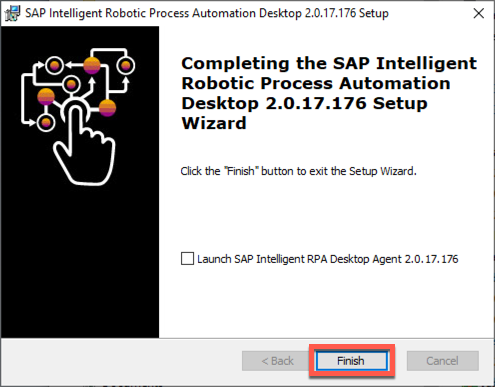 SAP Intelligent Robotic Process Automation Desktop 2.0.17.176 Setup
Completing the SAP Intelligent
Robotic Process Automation
Desktop 2.0.17.176 Setup
Wizard
Click the "Finish" button to exit the Setup Wizard.
Launch SAP Intelligent RPA Desktop Agent 2.0.17.176
< Back
Finish
Cancel